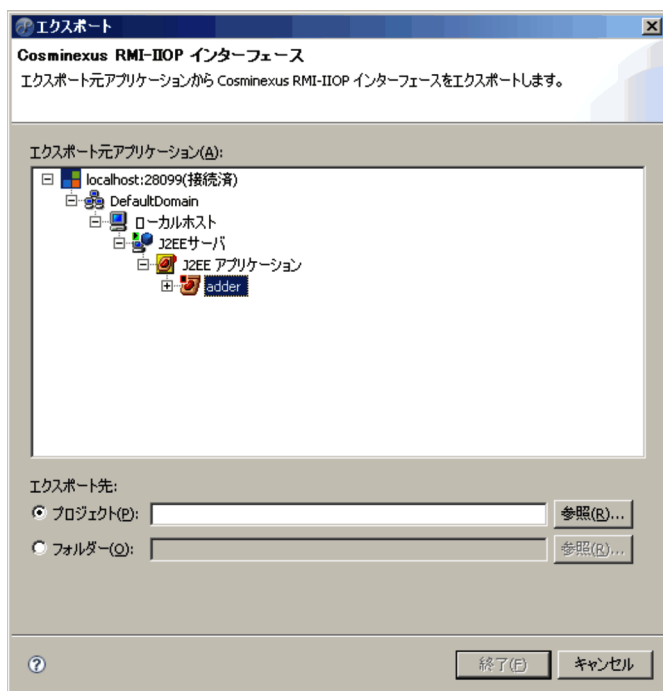 エクスポート
Cosminexus RMI-IIOP インターフェース
エクスポート元アプリケーションから Cosminexus RMI-IIOP インターフェースをエクスポートします。
エクスポート元アプリケーション(A):
localhost:28099(接続済)
DefaultDomain
ローカルホスト
J2EEサーバ
J2EE アプリケーション
adder
エクスポート先:
プロジェクト(P): 参照(R)...
フォルダー(O): 参照(R)...
終了(F) キャンセル